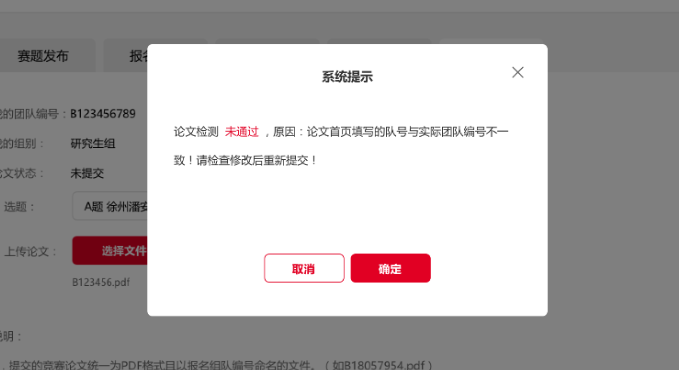 赛题发布
报名
系统提示
的团队编号：B123456789
的组别： 研究生组
论文状态： 未提交
选题： A题 徐州潘安
上传论文： 选择文件
B123456.pdf
论文检测 未通过 ，原因：论文首页填写的队号与实际团队编号不一
致！请检查修改后重新提交！
取消 确定
说明：
，提交的竞赛论文统一为PDF格式且以报名组队编号命名的文件。（如B18057954.pdf）